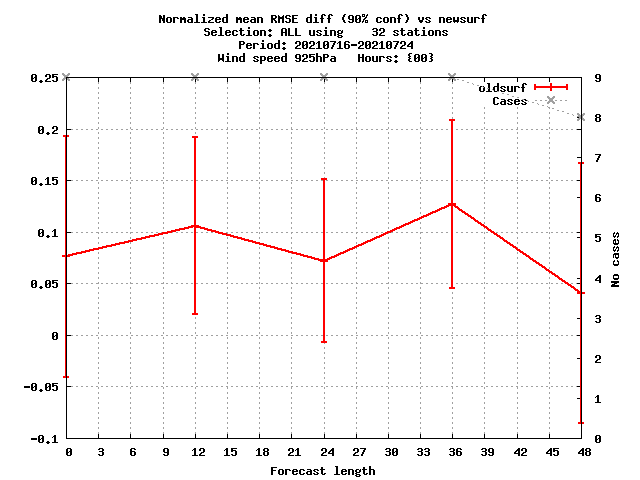 Normalized mean RMSE diff (90% conf) vs newsurf
Selection: ALL using    32 stations
Period: 20210716-20210724
Wind speed 925hPa   Hours: {00}
oldsurf
Cases
0.25
0.2
0.15
0.1
0.05
0
-0.05
-0.1
9
8
7
6
5
4
3
2
1
0
No cases
0 3 6 9 12 15 18 21 24 27 30 33 36 39 42 45 48
Forecast length